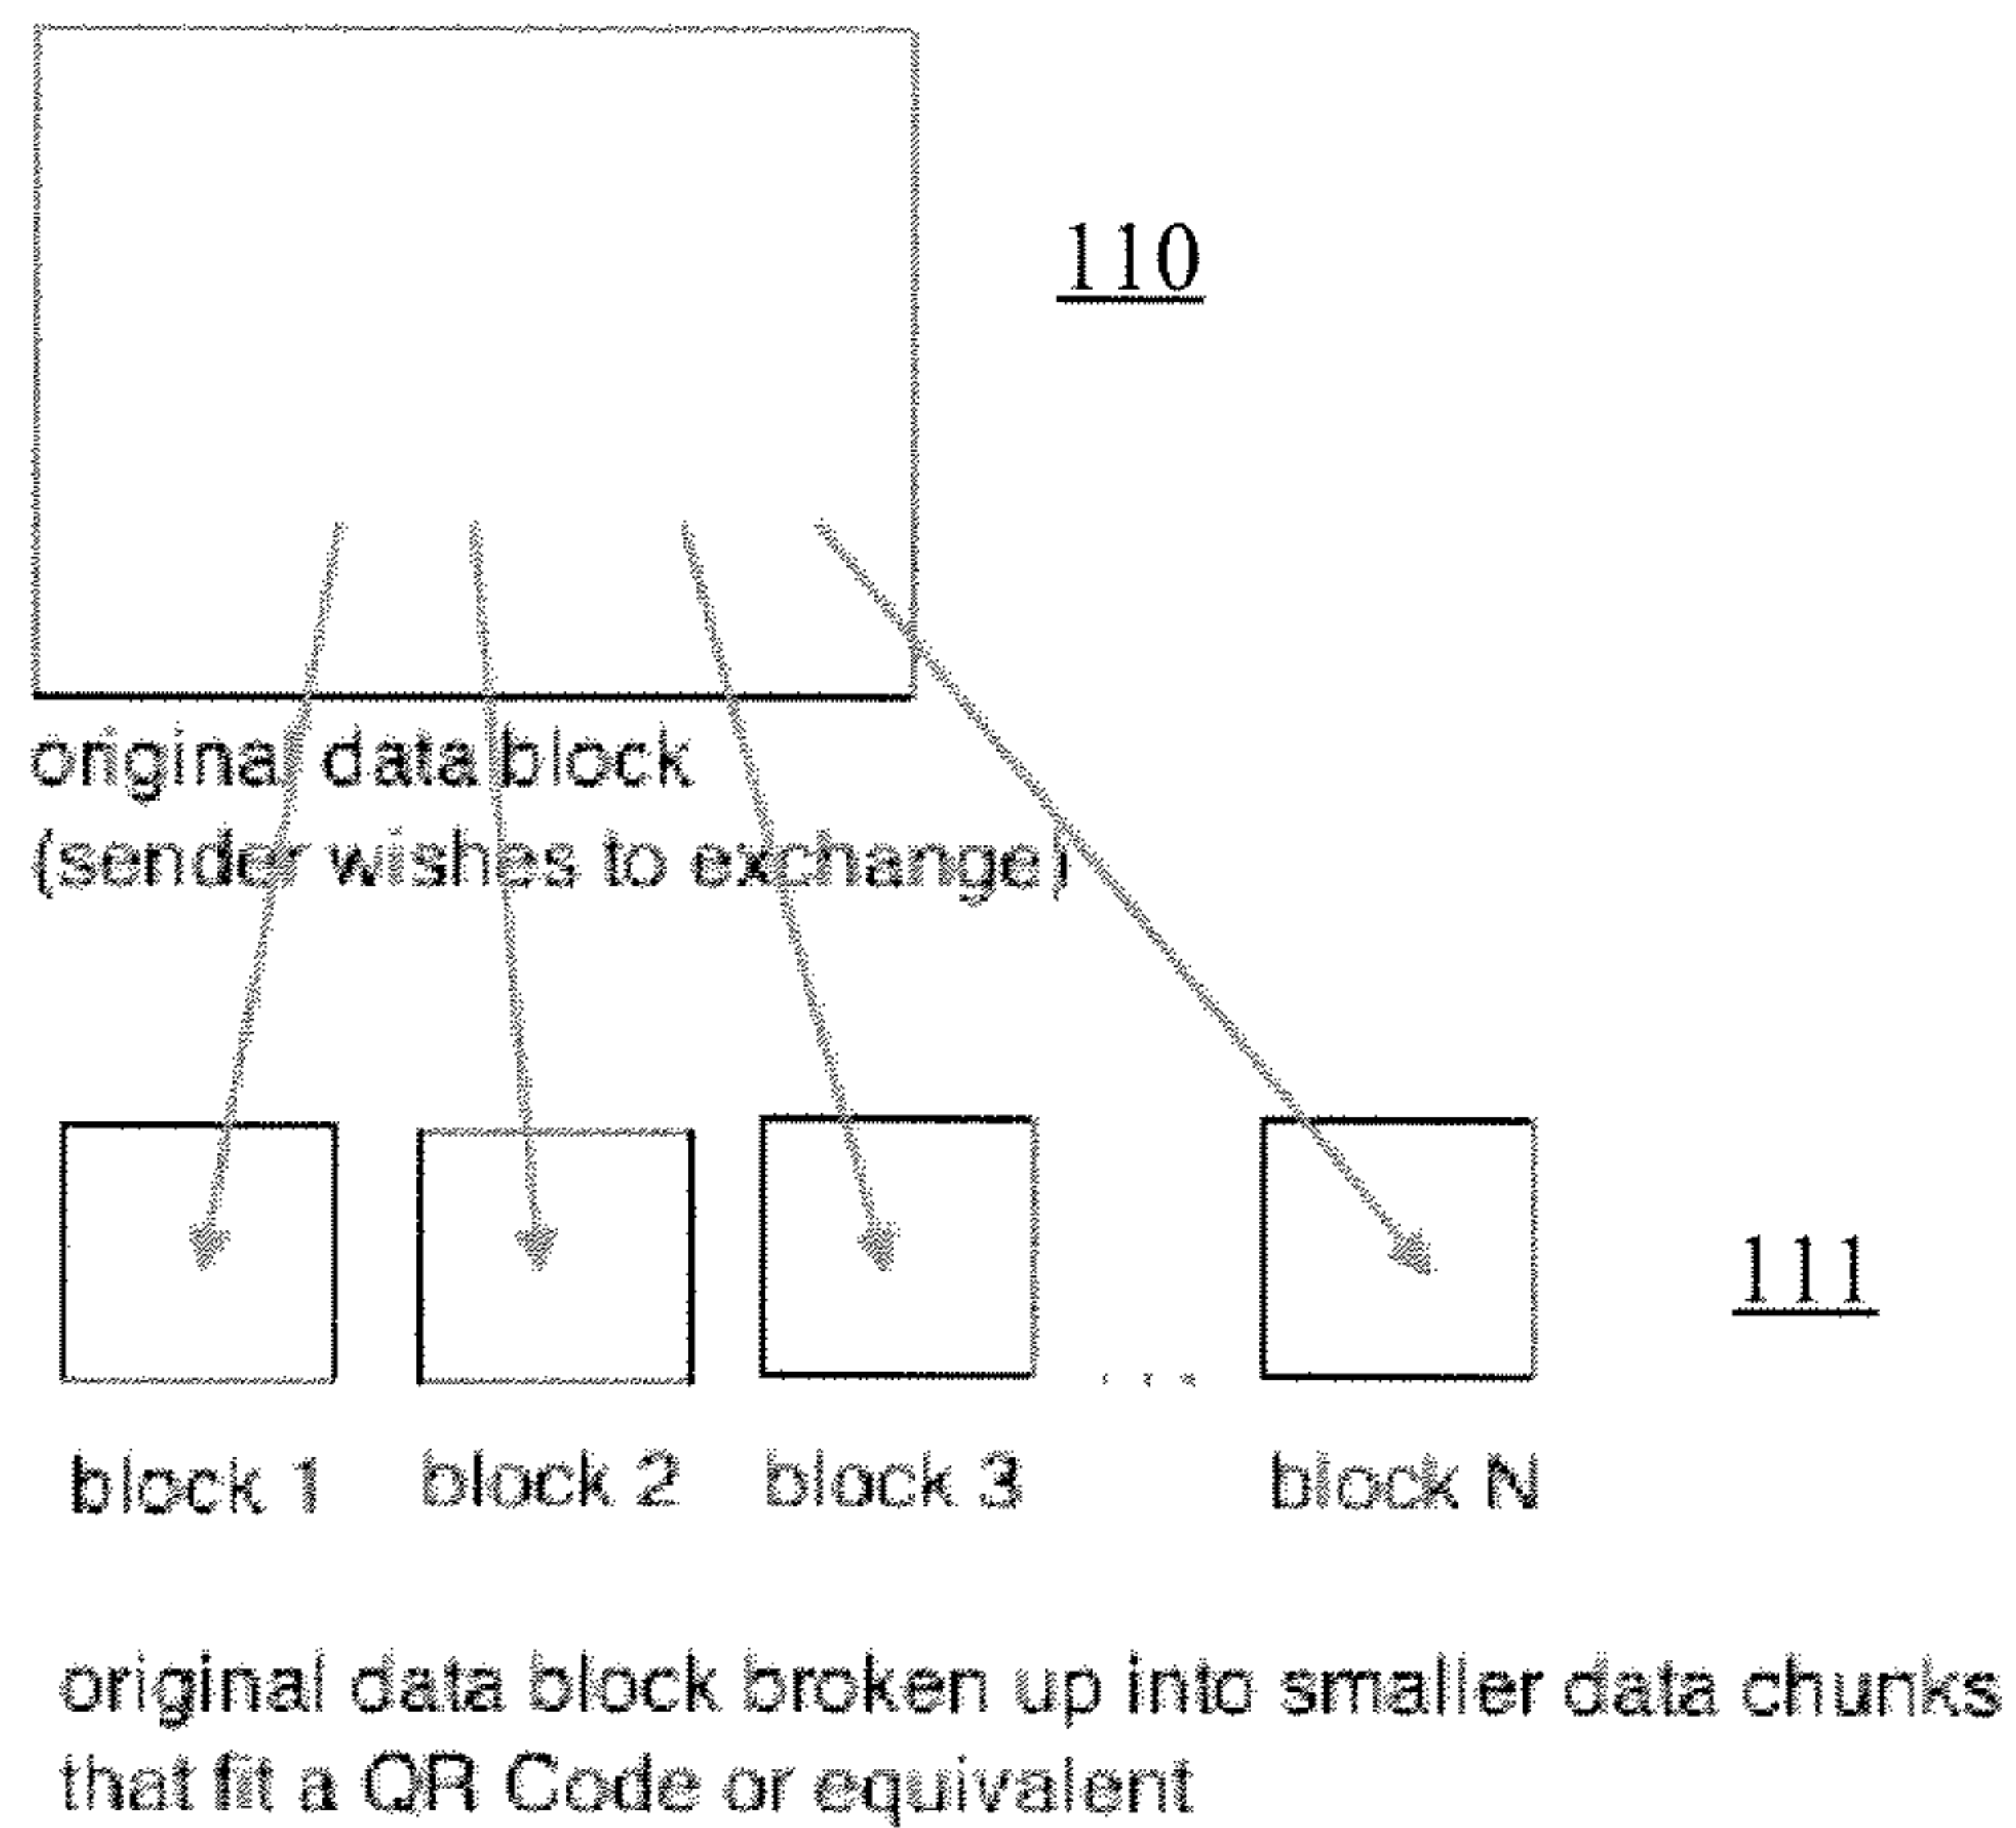 110
original data block
(sender wishes to exchange)
111
...
block 1 block 2 block 3 block N
original data block broken up into smaller data chunks
that fit a QR Code or equivalent